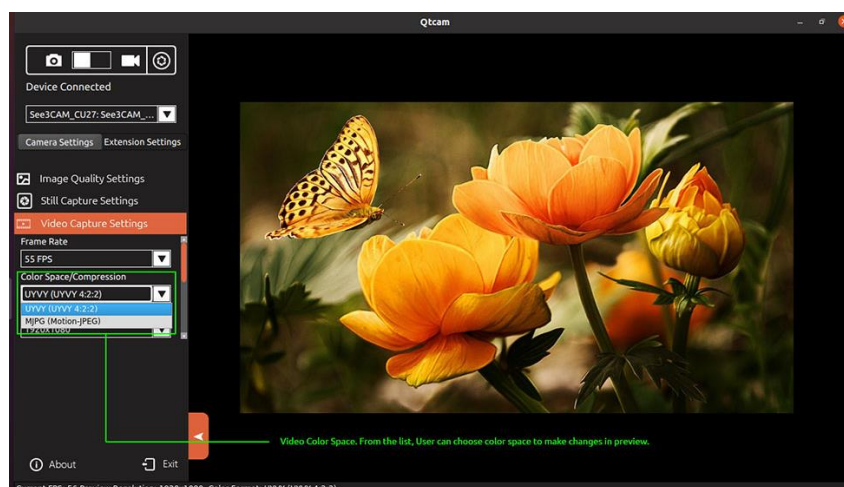 Qtcam
Device Connected
See3CAM_CU27: See3CAM_...
Camera Settings Extension Settings
Image Quality Settings
Still Capture Settings
Video Capture Settings
Frame Rate
55 FPS
Color Space/Compression
UYVY (UYVY 4:2:2)
UYVY (UYVY 4:2:2)
MJPG (Motion-JPEG)
1920x1080
Video Color Space. From the list, User can choose color space to make changes in preview.
About Exit